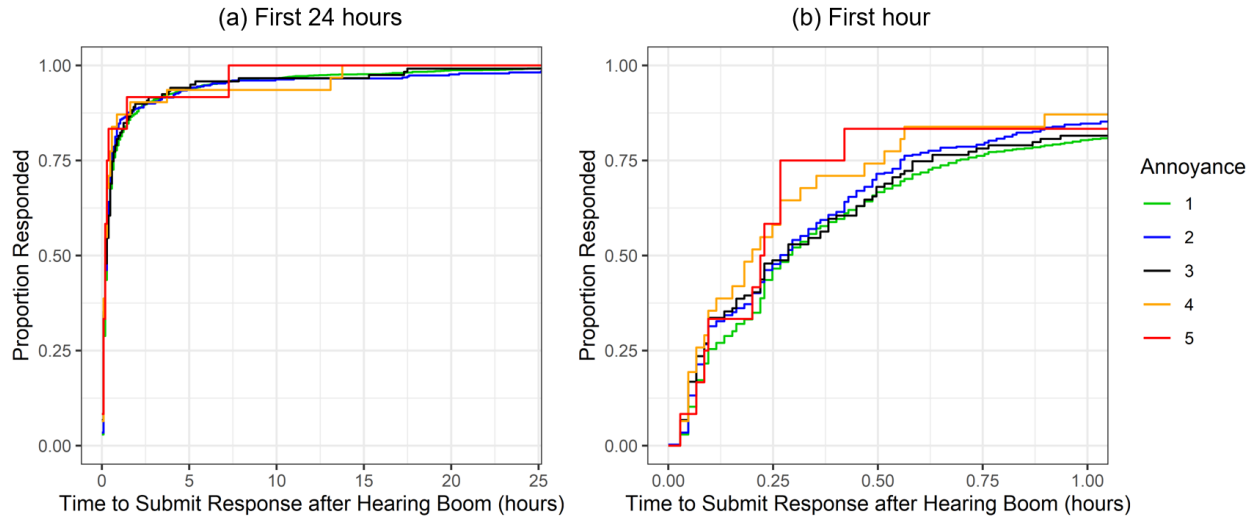 (a) First 24 hours
Proportion Responded
1.00
0.75
0.50
0.25
0.00
0 5 10 15 20 25
Time to Submit Response after Hearing Boom (hours)
(b) First hour
Proportion Responded
1.00
0.75
0.50
0.25
0.00
0.00 0.25 0.50 0.75 1.00
Time to Submit Response after Hearing Boom (hours)
Annoyance
1
2
3
4
5